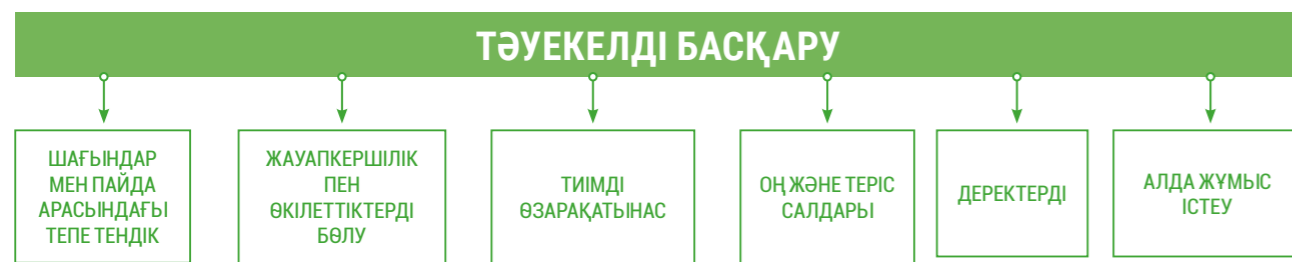 ТӘУЕКЕЛДІ БАСҚАРУ
ШАҒЫНДАР
МЕН ПАЙДА
АРАСЫНДАҒЫ
ТЕПЕ ТЕНДІК
ЖАУАПКЕРШІЛІК
ПЕН
ӨКІЛЕТТІКТЕРДІ
БӨЛУ
ТИІМДІ
ӨЗАРАҚАТЫНАС
ОҢ ЖӘНЕ ТЕРІС
САЛДАРЫ
ДЕРЕКТЕРДІ
АЛДА ЖҰМЫС
ІСТЕУ